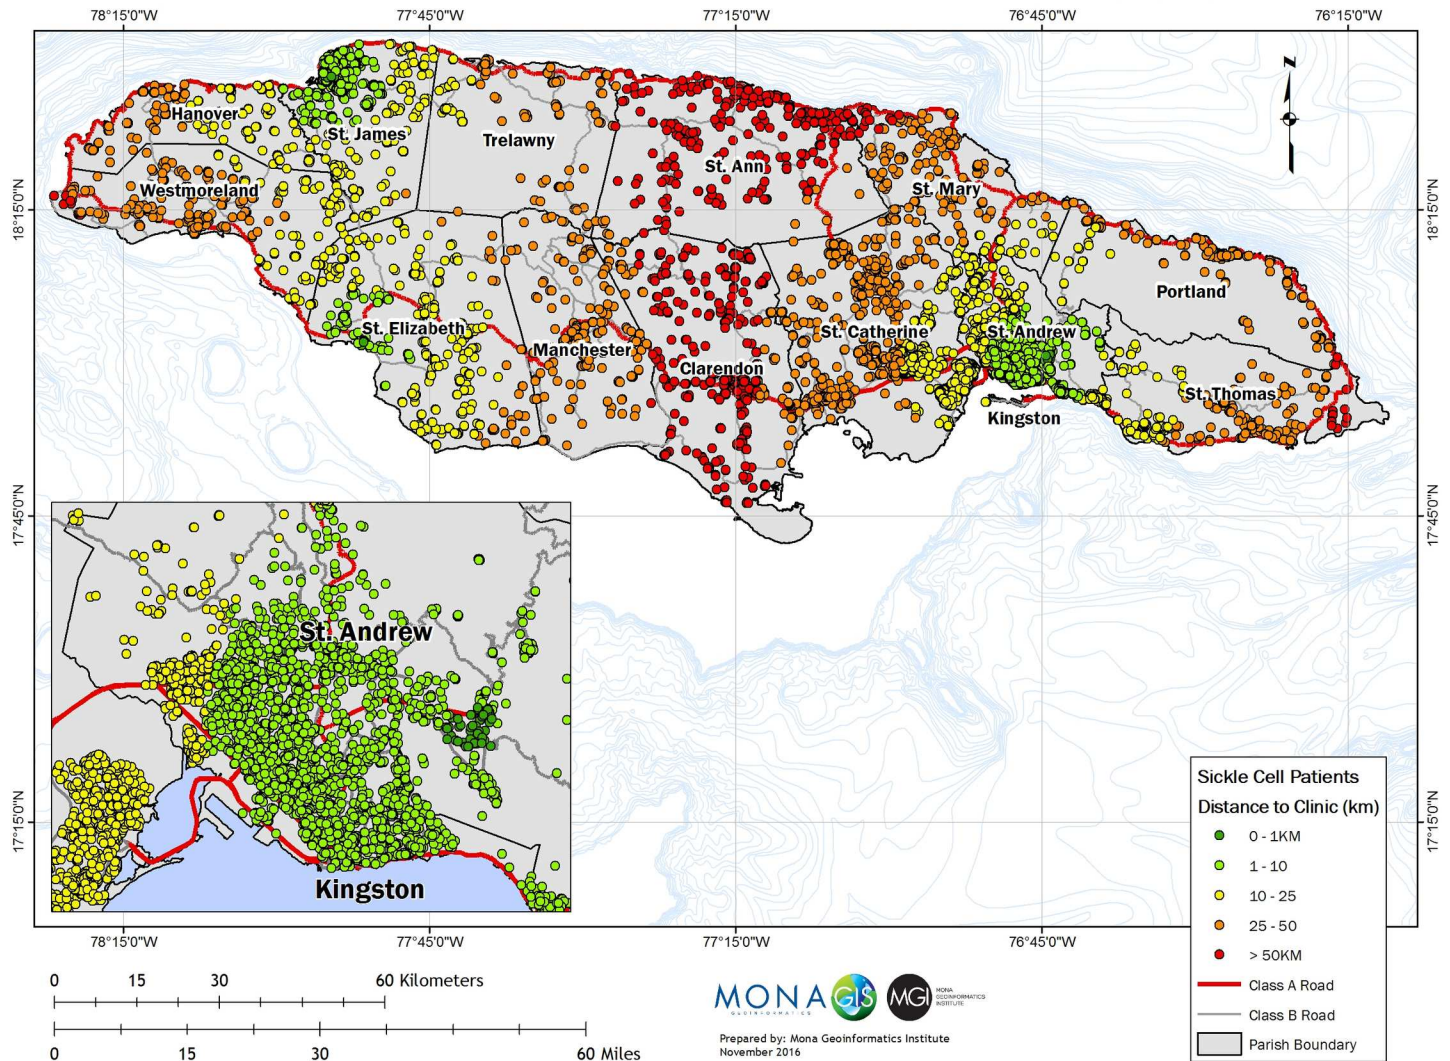 78°15'0"W
77°45'0"W
77°15'0"W
76°45'0"W
76°15'0"W
N
Hanover
St. James
Trelawny
St. Ann
Westmoreland
St. Mary
18°15'0"N
18°15'0"N
Portland
St. Elizabeth
St. Catherine
St. Andrew
Manchester
Clarendon
St. Thomas
Kingston
17°45'0"N
17°45'0"N
St. Andrew
Kingston
17°15'0"N
17°15'0"N
Sickle Cell Patients
Distance to Clinic (km)
0 - 1KM
1 - 10
10 - 25
25 - 50
> 50KM
Class A Road
Class B Road
Parish Boundary
78°15'0"W
77°45'0"W
77°15'0"W
76°45'0"W
0 15 30 60 Kilometers
0 15 30 60 Miles
MONA GIS
GEOINFORMATICS
MGI
MONA
GEOINFORMATICS
INSTITUTE
Prepared by: Mona Geoinformatics Institute
November 2016